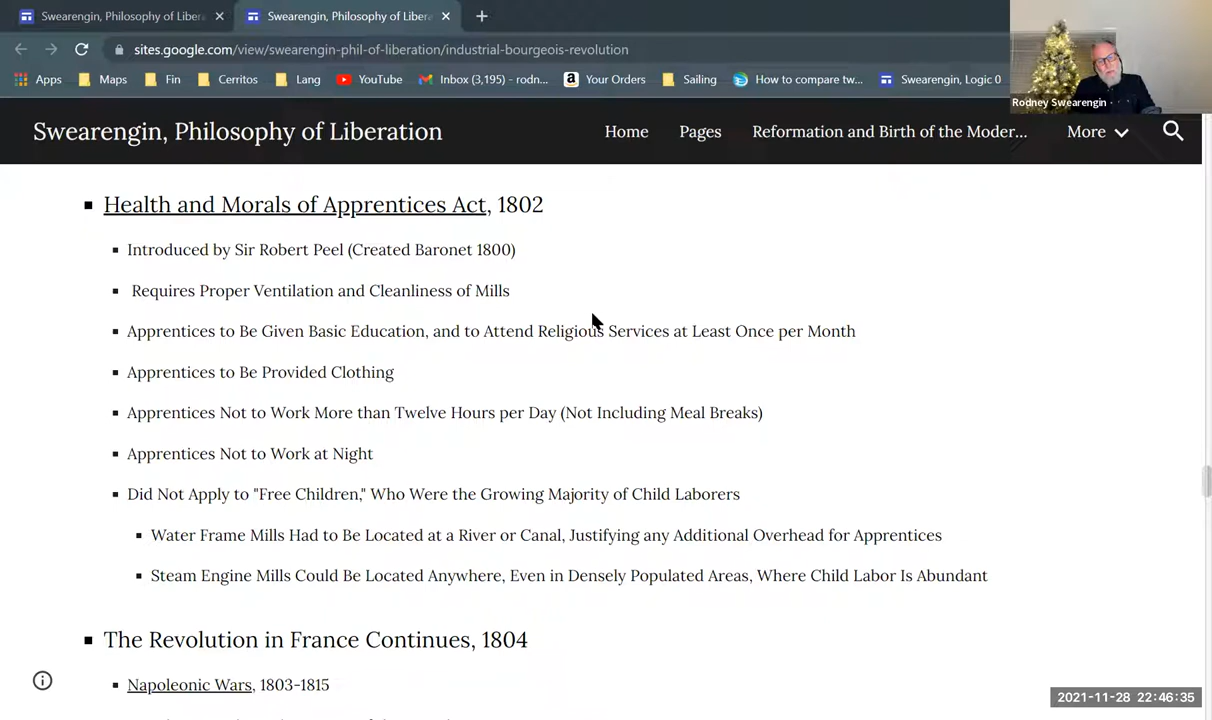 Swearengin, Philosophy of Liber
Swearengin, Philosophy of Libera
sites.google.com/view/swearengin-phil-of-liberation/industrial-bourgeois-revolution
Apps
Maps
Fin
Cerritos
Lang
YouTube
Inbox (3,195) - rodn...
Your Orders
Sailing
How to compare tw...
Swearengin, Logic 0
Rodney Swearengin
Swearengin, Philosophy of Liberation
Home
Pages
Reformation and Birth of the Moder...
More
Health and Morals of Apprentices Act, 1802
Introduced by Sir Robert Peel (Created Baronet 1800)
Requires Proper Ventilation and Cleanliness of Mills
Apprentices to Be Given Basic Education, and to Attend Religious Services at Least Once per Month
Apprentices to Be Provided Clothing
Apprentices Not to Work More than Twelve Hours per Day (Not Including Meal Breaks)
Apprentices Not to Work at Night
Did Not Apply to "Free Children," Who Were the Growing Majority of Child Laborers
Water Frame Mills Had to Be Located at a River or Canal, Justifying any Additional Overhead for Apprentices
Steam Engine Mills Could Be Located Anywhere, Even in Densely Populated Areas, Where Child Labor Is Abundant
The Revolution in France Continues, 1804
Napoleonic Wars, 1803-1815
2021-11-28 22:46:35